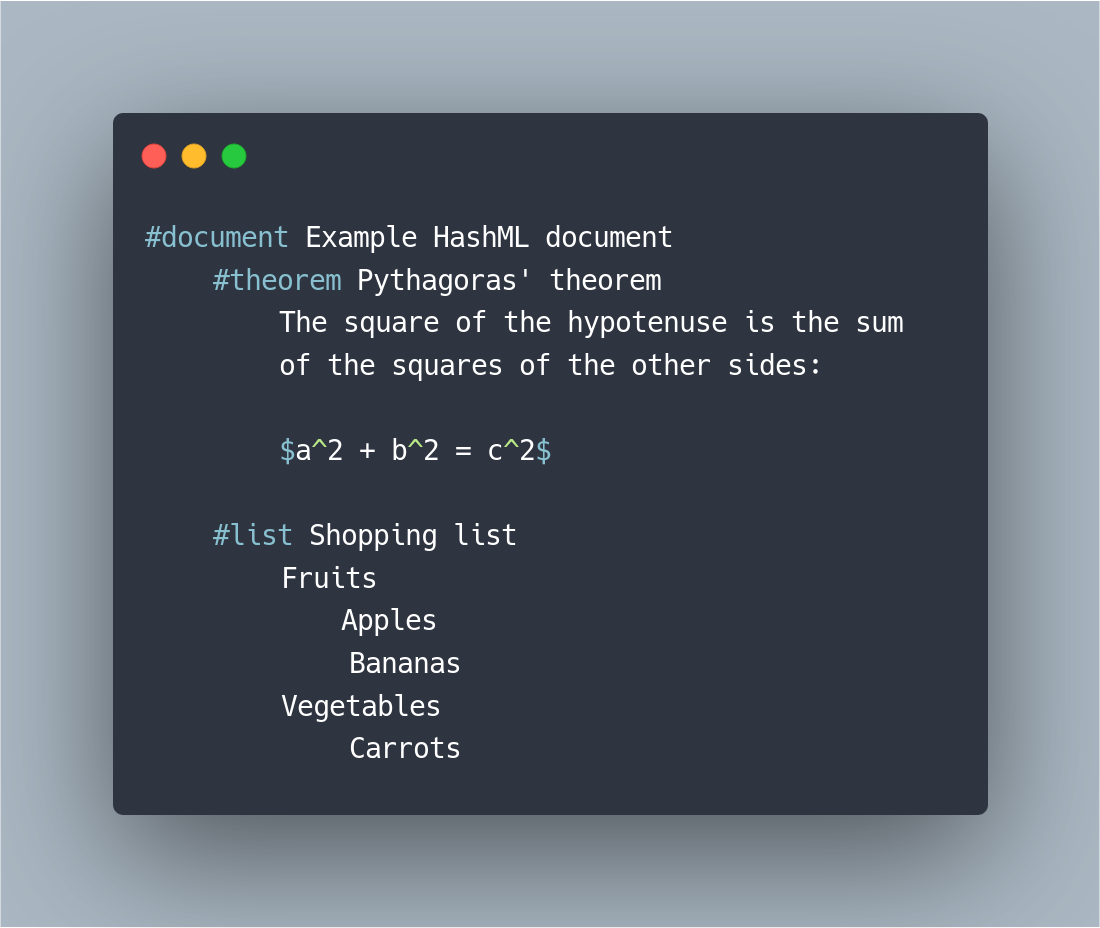 #document Example HashML document
#theorem Pythagoras' theorem
The square of the hypotenuse is the sum
of the squares of the other sides:
$a^2 + b^2 = c^2$
#list Shopping list
Fruits
Apples
Bananas
Vegetables
Carrots